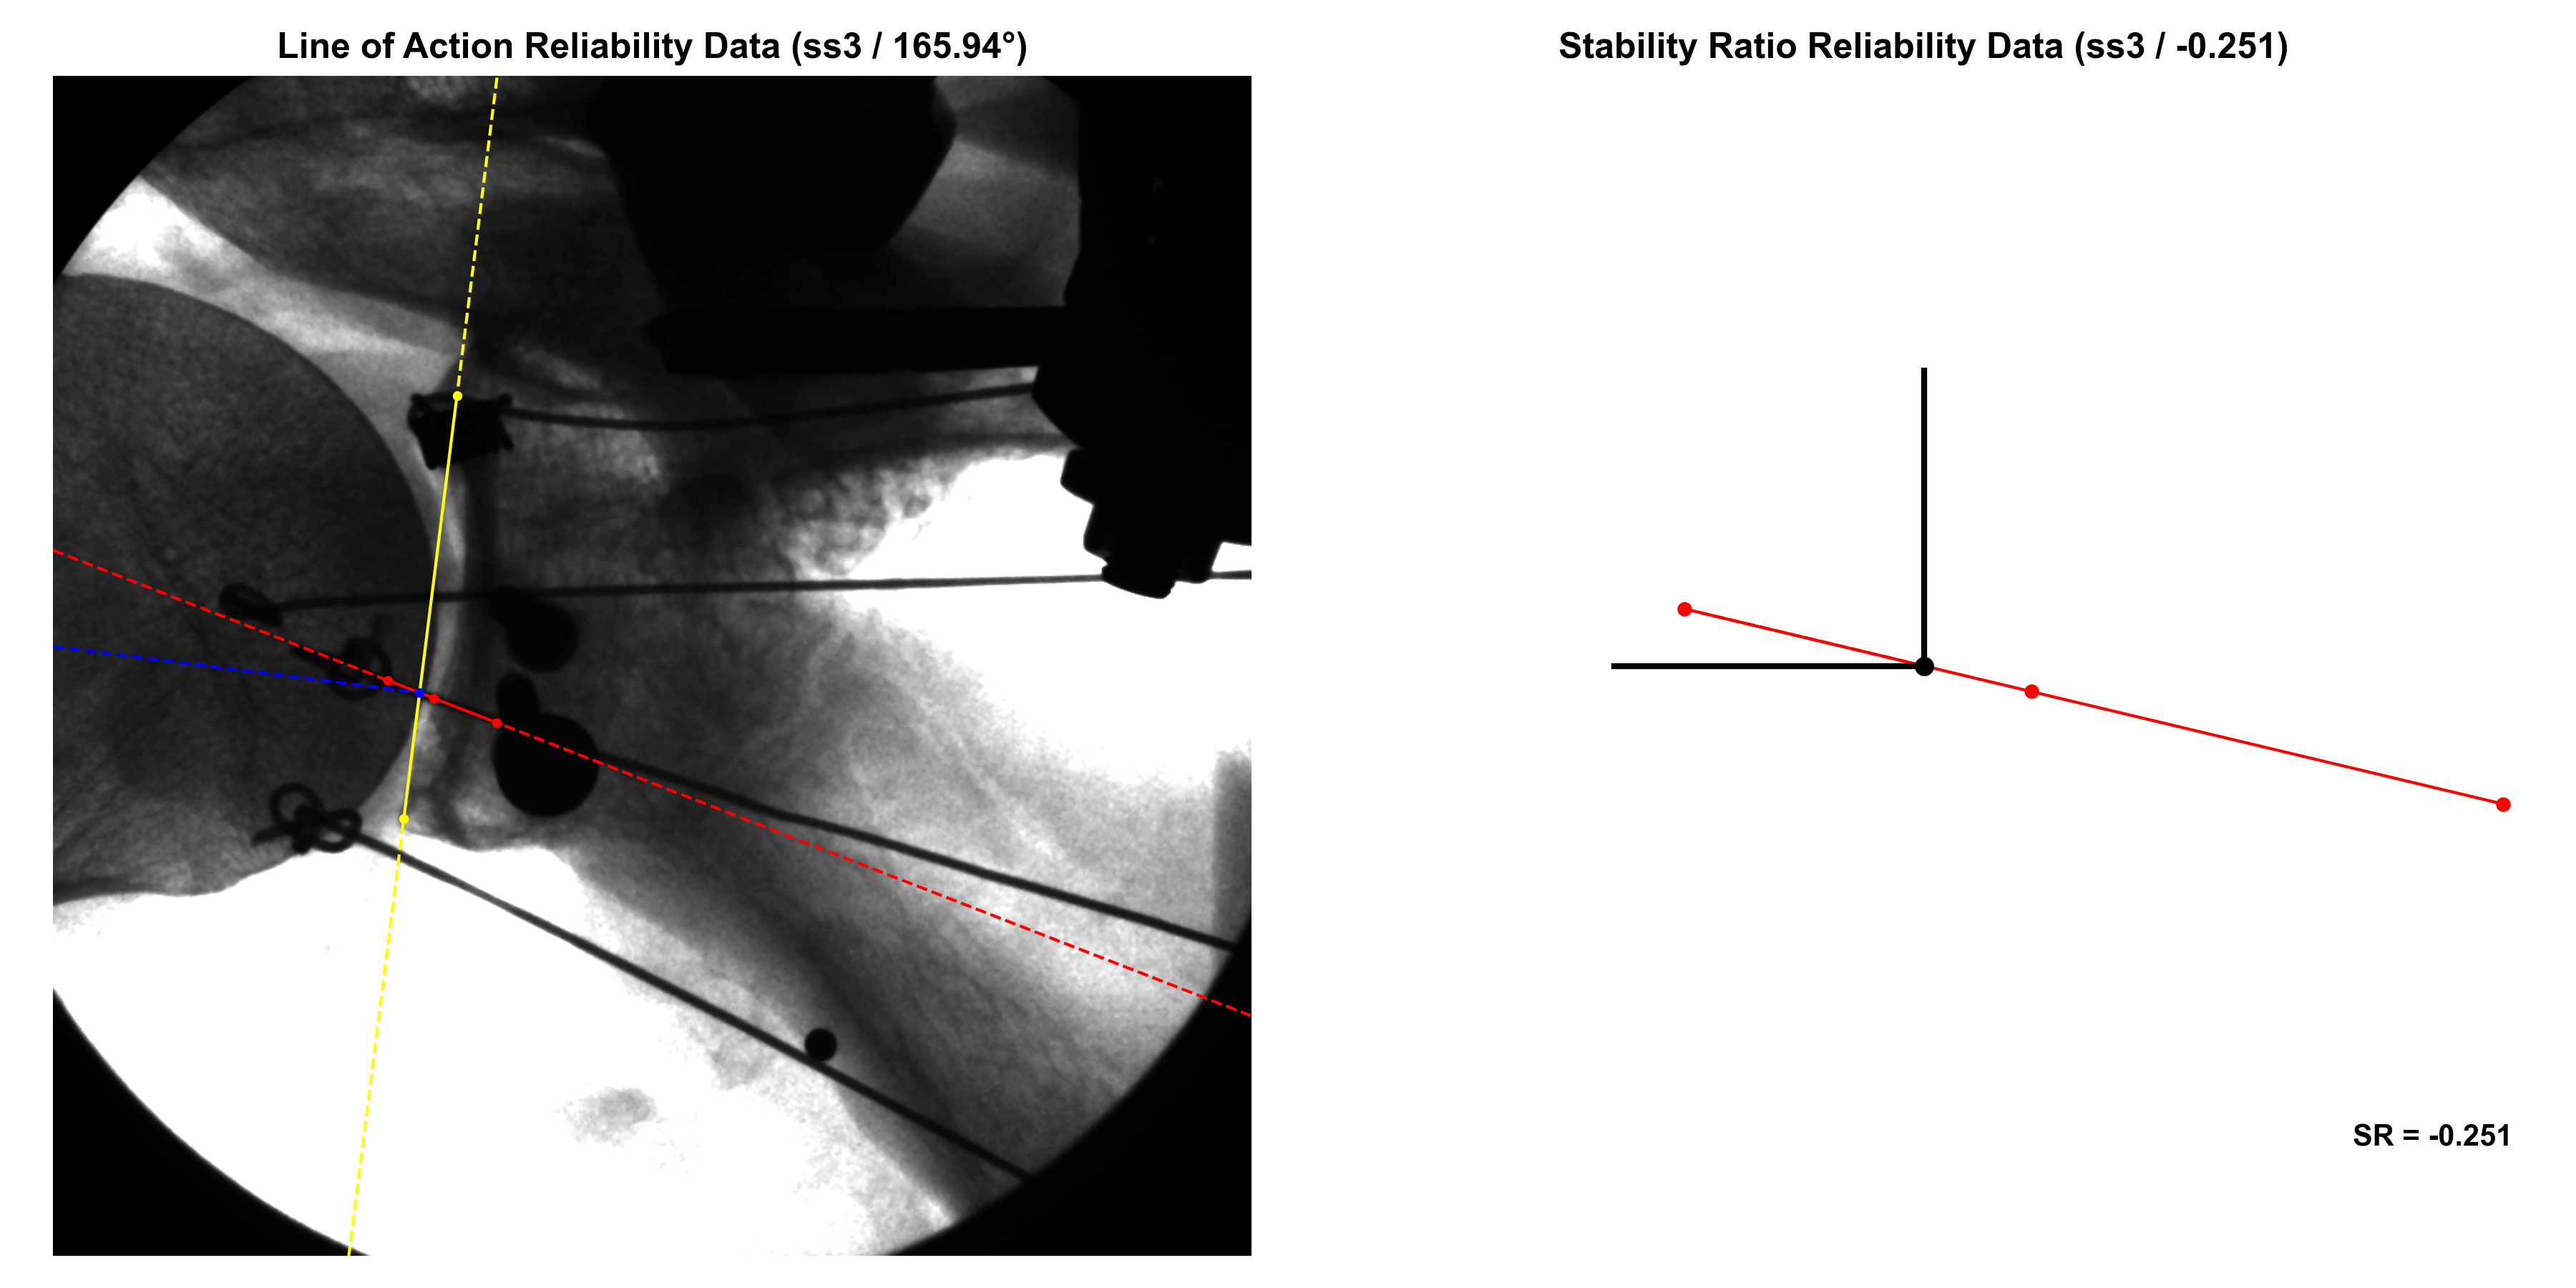 Line of Action Reliability Data (ss3 / 165.94°)
Stability Ratio Reliability Data (ss3 / -0.251)
SR = -0.251